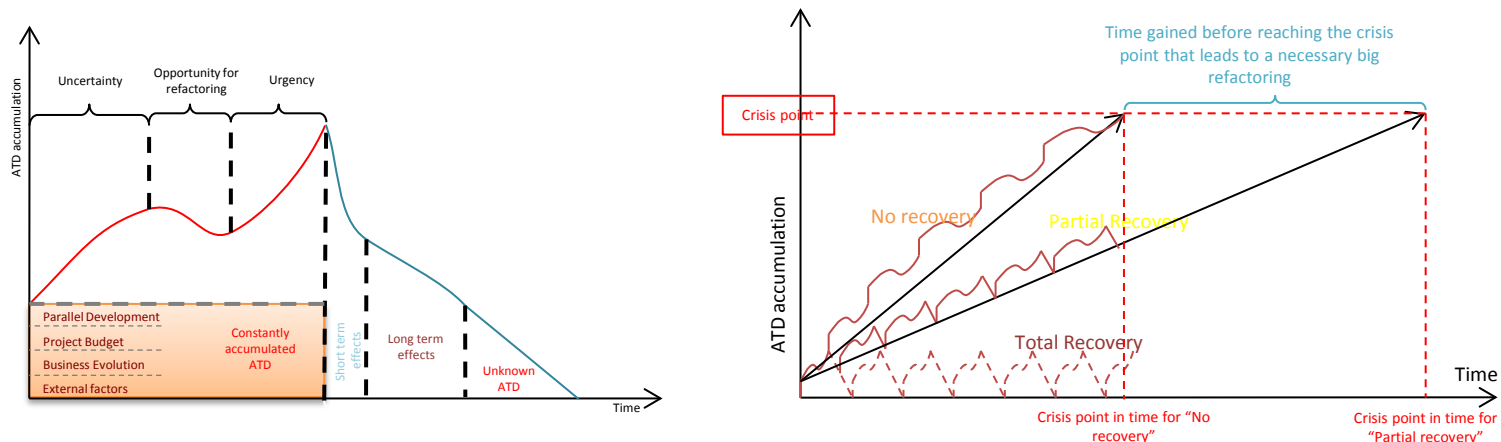 ATD accumulation
Uncertainty
Opportunity for
refactoring
Urgency
Parallel Development
Project Budget
Business Evolution
External factors
Constantly
accumulated
ATD
Short term
effects
Long term
effects
Unknown
ATD
Time
ATD accumulation
Crisis point
Time gained before reaching the crisis
point that leads to a necessary big
refactoring
No recovery
Partial Recovery
Total Recovery
Time
Crisis point in time for “No
recovery”
Crisis point in time for
“Partial recovery”